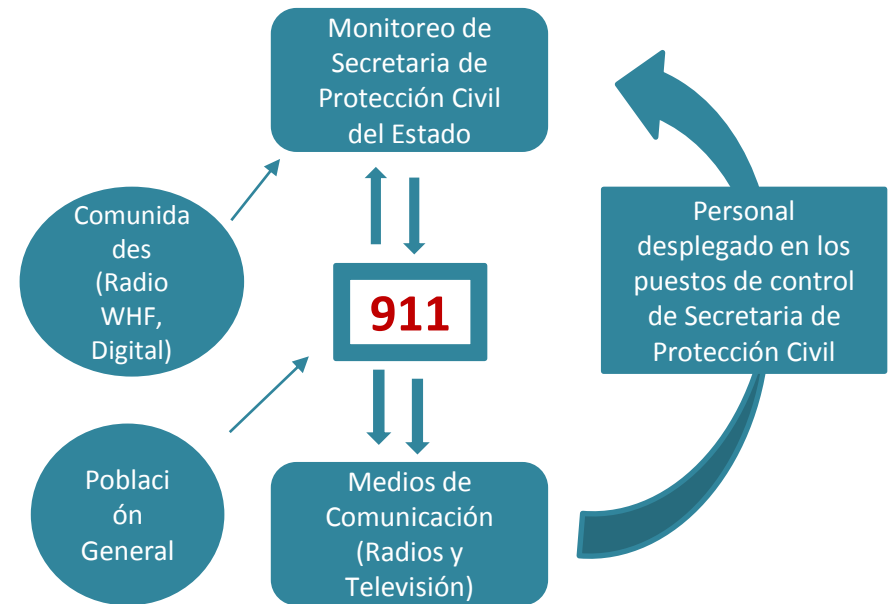 Monitoreo de
Secretaria de
Protección Civil
del Estado
Comunida
des
(Radio
WHF,
Digital)
911
Personal
desplegado en los
puestos de control
de Secretaria de
Protección Civil
Poblaci
ón
General
Medios de
Comunicación
(Radios y
Televisión)